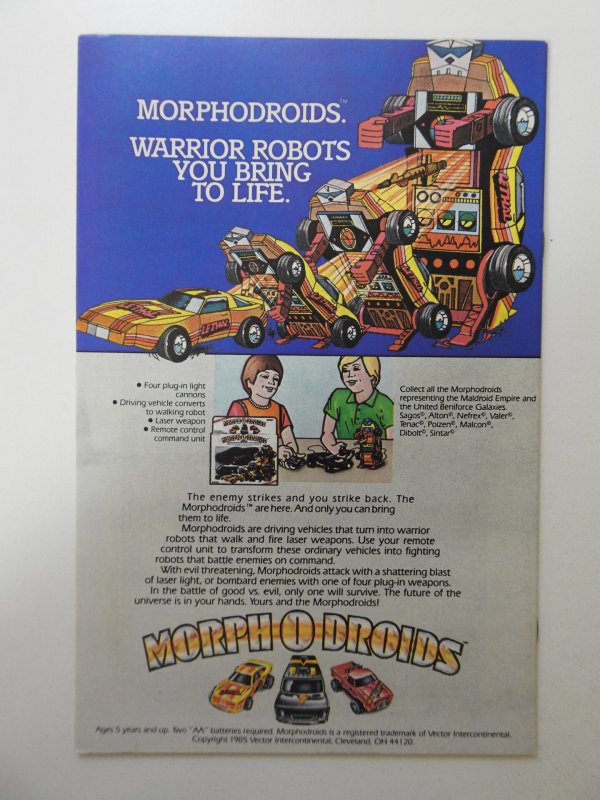 MORPHODROIDS.™
WARRIOR ROBOTS
YOU BRING
TO LIFE.
LETHOR
• Four plug-in light
cannons
• Driving vehicle converts
to walking robot
• Laser weapon
• Remote control
command unit
Collect all the Morphodroids
representing the Maldroid Empire and
the United Beniforce Galaxies.
Sagos©, Alton©, Nefrex©, Valer©,
Tenac©, Poizen©, Malcon©,
Dibolt©, Sintar©
The enemy strikes and you strike back. The
Morphodroids™ are here. And only you can bring
them to life.
Morphodroids are driving vehicles that turn into warrior
robots that walk and fire laser weapons. Use your remote
control unit to transform these ordinary vehicles into fighting
robots that battle enemies on command.
With evil threatening, Morphodroids attack with a shattering blast
of laser light, or bombard enemies with one of four plug-in weapons.
In the battle of good vs. evil, only one will survive. The future of the
universe is in your hands. Yours and the Morphodroids!
MORPH-O-DROIDS™
Ages 5 years and up. Two "AA" batteries required. Morphodroids is a registered trademark of Vector Intercontinental.
Copyright 1985 Vector Intercontinental, Cleveland, OH 44120.